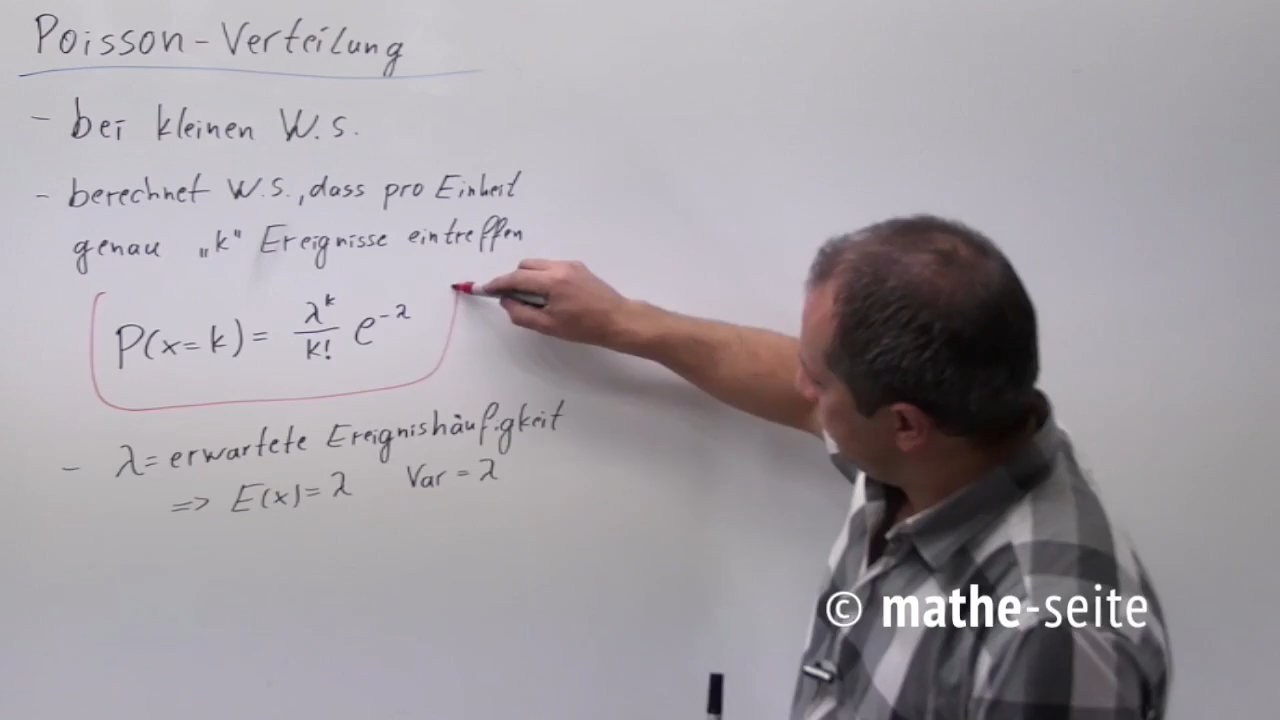 Poisson-Verteilung
- bei kleinen W.s.
- berechnet W.S., dass pro Einheit
genau „k" Ereignisse eintreffen
P(x=k) = λ^k/k! e^-λ
- λ = erwartete Ereignishäufigkeit
=> E(x) = λ Var = λ
© mathe-seite